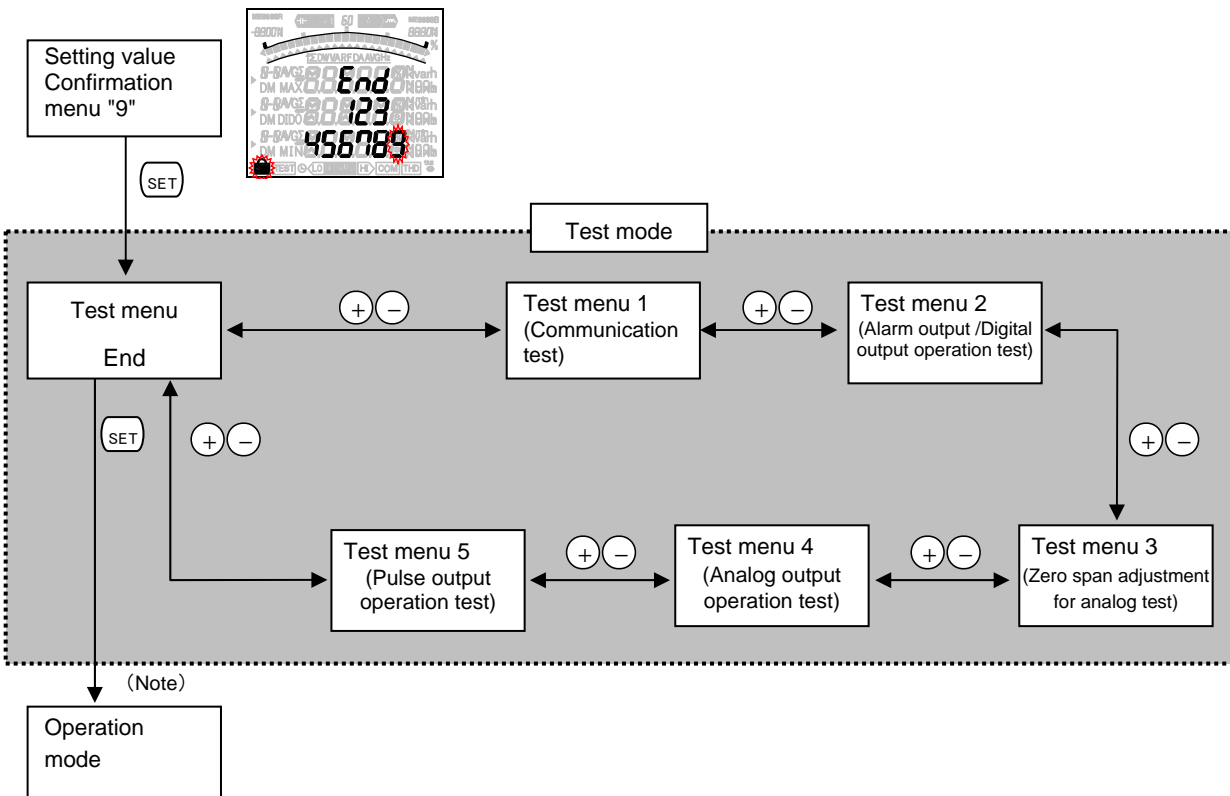 Setting value
Confirmation
menu "9"
End
123
456789
SET
Test mode
Test menu
End
+ −
Test menu 1
(Communication
test)
+ −
Test menu 2
(Alarm output /Digital
output operation test)
SET
+ −
+ −
Test menu 5
(Pulse output
operation test)
+ −
Test menu 4
(Analog output
operation test)
+ −
Test menu 3
(Zero span adjustment
for analog test)
(Note)
Operation
mode